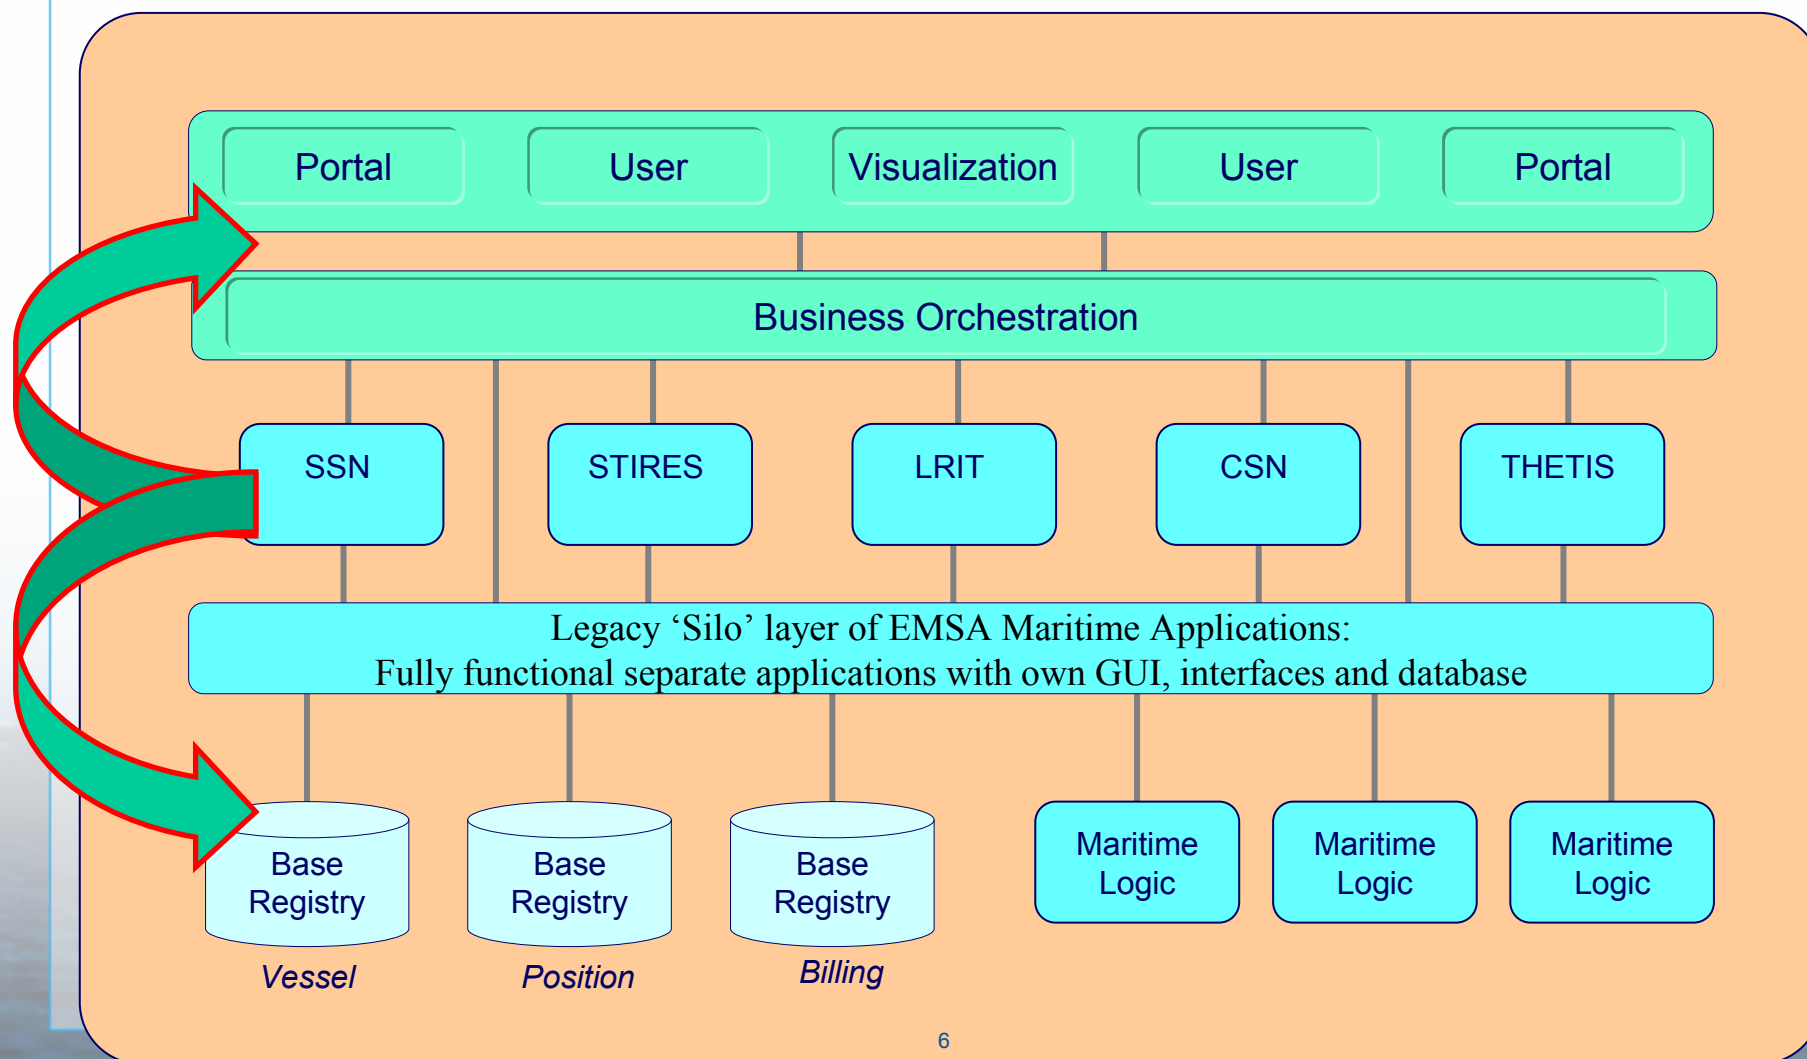 Portal
User
Visualization
User
Portal
Business Orchestration
SSN
STIRES
LRIT
CSN
THETIS
Legacy ‘Silo’ layer of EMSA Maritime Applications:
Fully functional separate applications with own GUI, interfaces and database
Base
Registry
Base
Registry
Base
Registry
Maritime
Logic
Maritime
Logic
Maritime
Logic
Vessel
Position
Billing
6